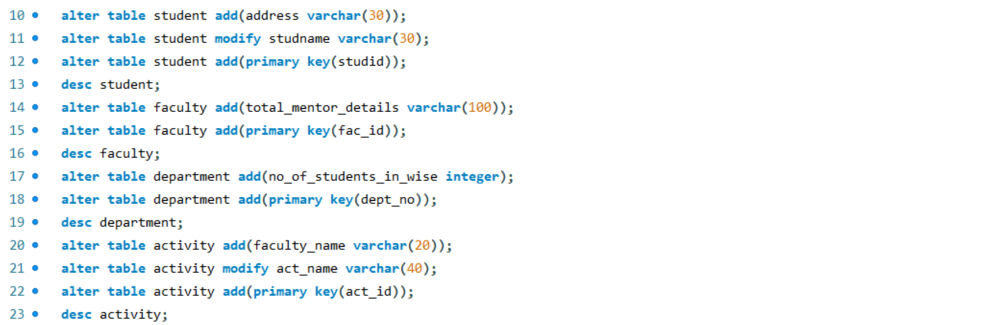 10 alter table student add(address varchar(30));
11 alter table student modify studname varchar(30);
12 alter table student add(primary key(studid));
13 desc student;
14 alter table faculty add(total_mentor_details varchar(100));
15 alter table faculty add(primary key(fac_id));
16 desc faculty;
17 alter table department add(no_of_students_in_wise integer);
18 alter table department add(primary key(dept_no));
19 desc department;
20 alter table activity add(faculty_name varchar(20));
21 alter table activity modify act_name varchar(40);
22 alter table activity add(primary key(act_id));
23 desc activity;